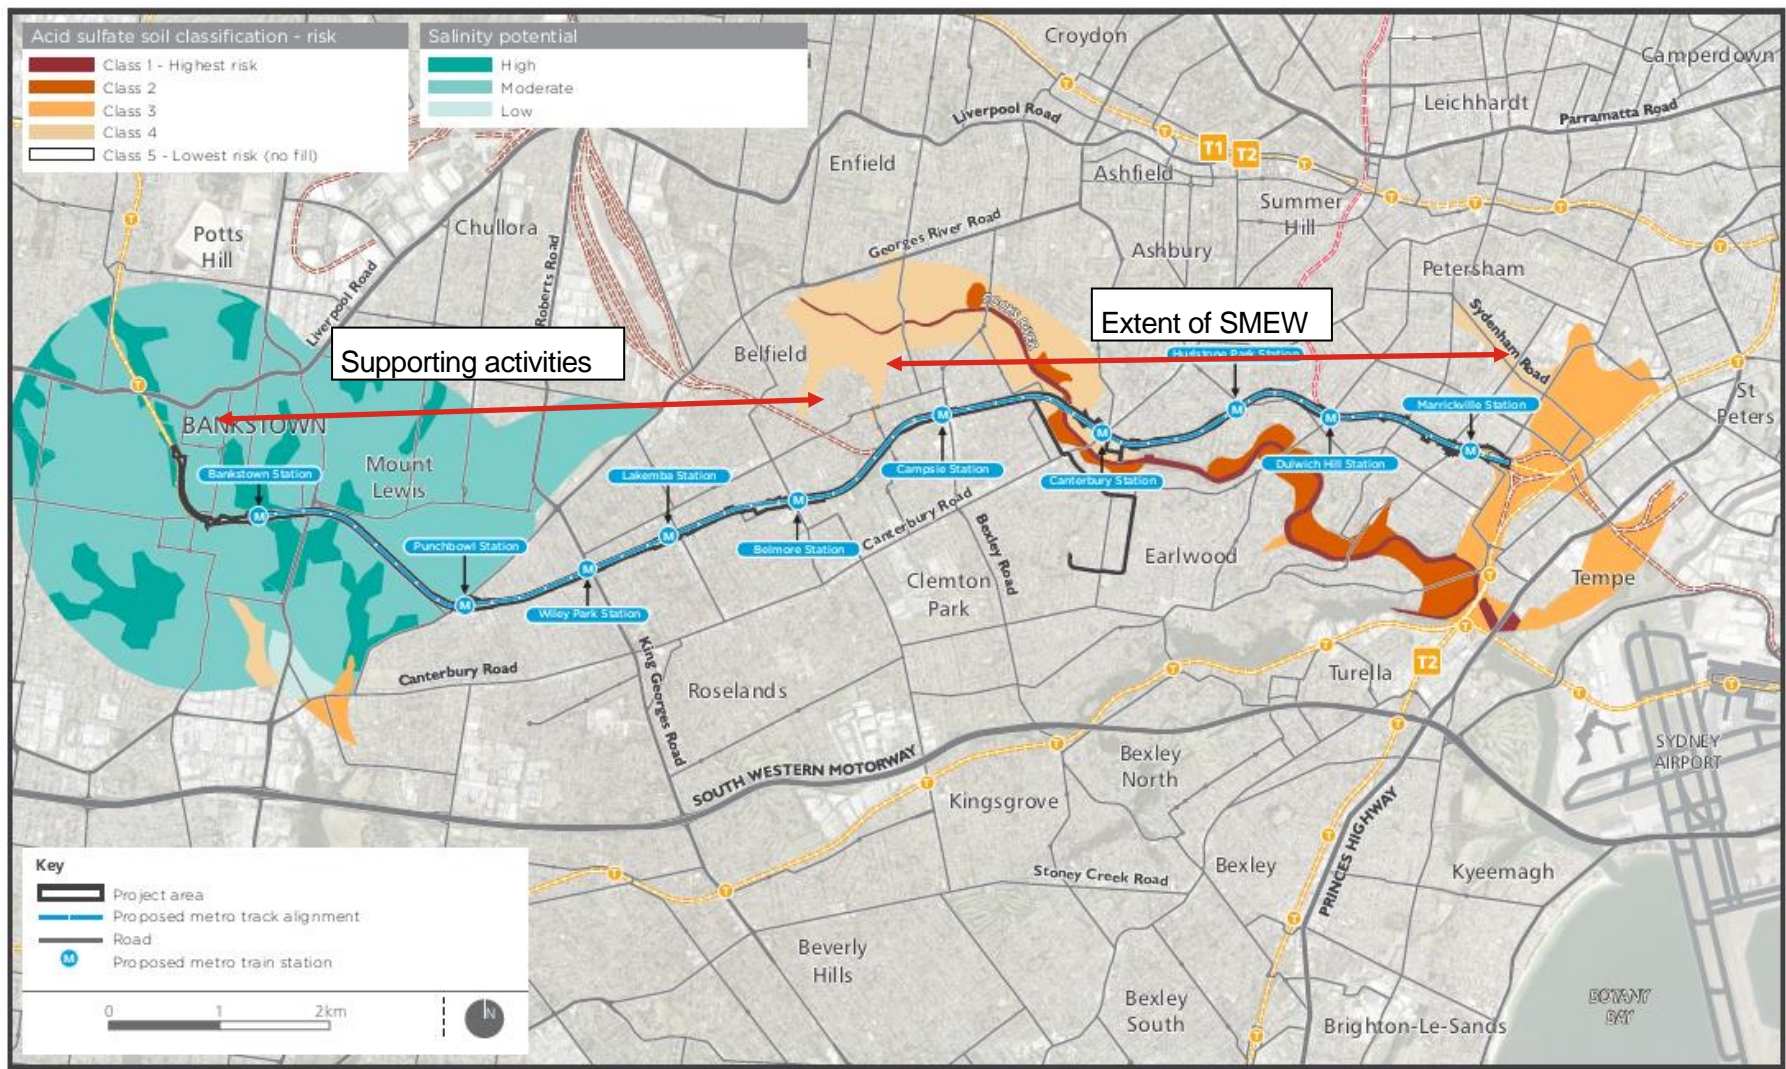 Acid sulfate soil classification - risk
Class 1 - Highest risk
Class 2
Class 3
Class 4
Class 5 - Lowest risk (no fill)
Salinity potential
High
Moderate
Low
Croydon
Camperdown
Leichhardt
Parramatta Road
Liverpool Road
T1
T2
Enfield
Ashfield
Summer
Hill
Potts
Hill
Chullora
Georges River Road
Ashbury
Petersham
Liverpool Road
Roberts Road
Supporting activities
Belfield
Extent of SMEW
Sydenham Road
Hurlstone Park Station
St
Peters
BANKSTOWN
Marrickville Station
Mount
Lewis
Bankstown Station
Lakemba Station
Campsie Station
Canterbury Station
Dulwich Hill Station
Punchbowl Station
Belmore Station
Canterbury Road
Bexley Road
Earlwood
Clemton
Park
Tempe
Wiley Park Station
King Georges Road
Canterbury Road
Roselands
Turella
T2
SOUTH WESTERN MOTORWAY
Bexley
North
SYDNEY
AIRPORT
Kingsgrove
PRINCES HIGHWAY
Bexley
Kyeemagh
Stoney Creek Road
Beverly
Hills
Bexley
South
Brighton-Le-Sands
BOTANY
BAY
Key
Project area
Proposed metro track alignment
Road
M
Proposed metro train station
0 1 2km
N